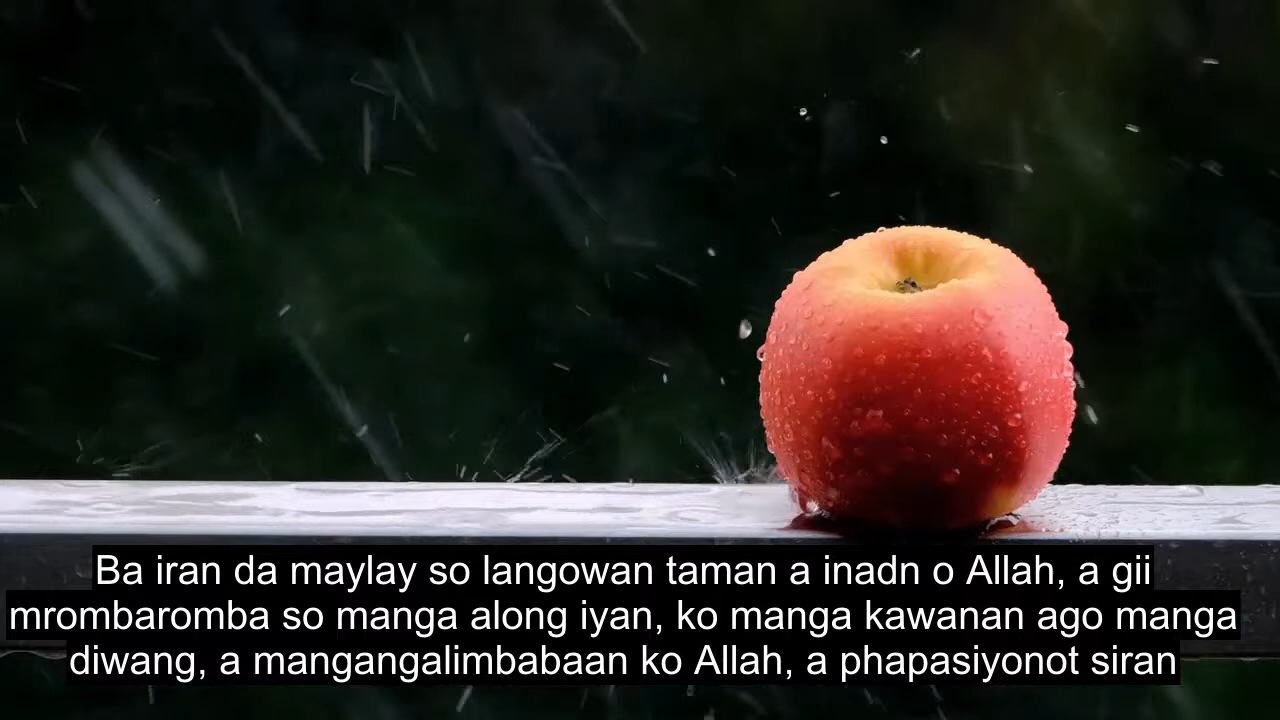 Ba iran da maylay so langowan taman a inadn o Allah, a gii
mrombaromba so manga along iyan, ko manga kawanan ago manga
diwang, a mangangalimbabaan ko Allah, a phapasiyonot siran